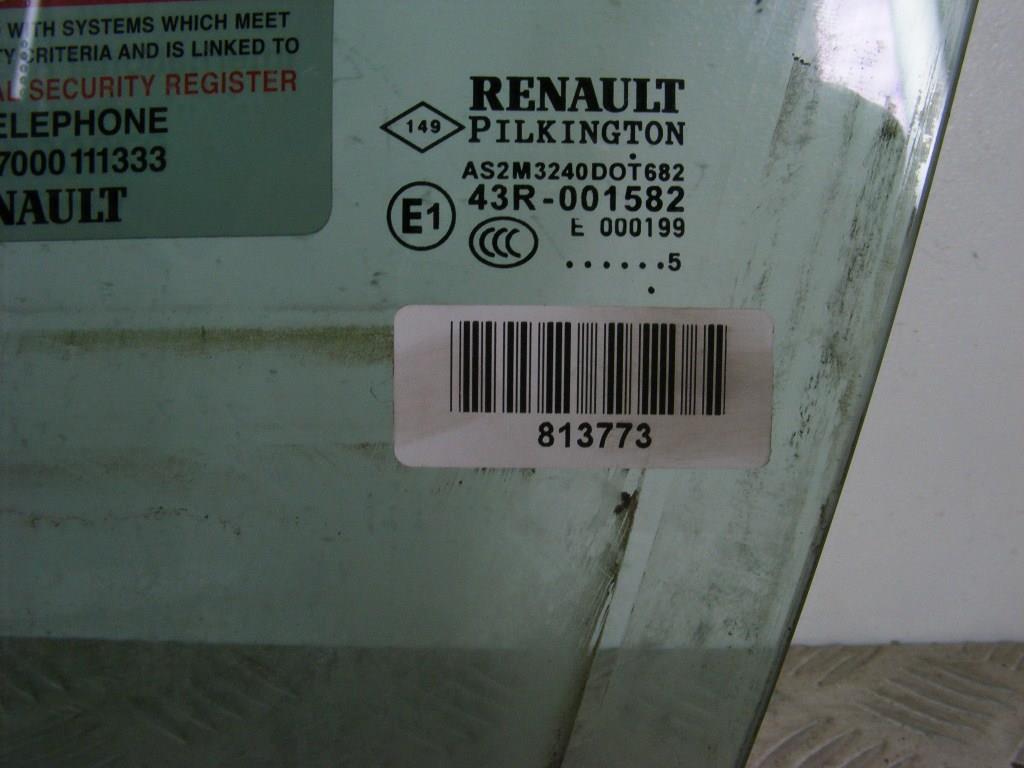 WITH SYSTEMS WHICH MEET
CRITERIA AND IS LINKED TO
SECURITY REGISTER
ELEPHONE
7000 111333
NAULT
RENAULT
149
PILKINGTON
AS2M3240DOT682
43R-001582
E1
CCC
E 000199
......5
.
813773